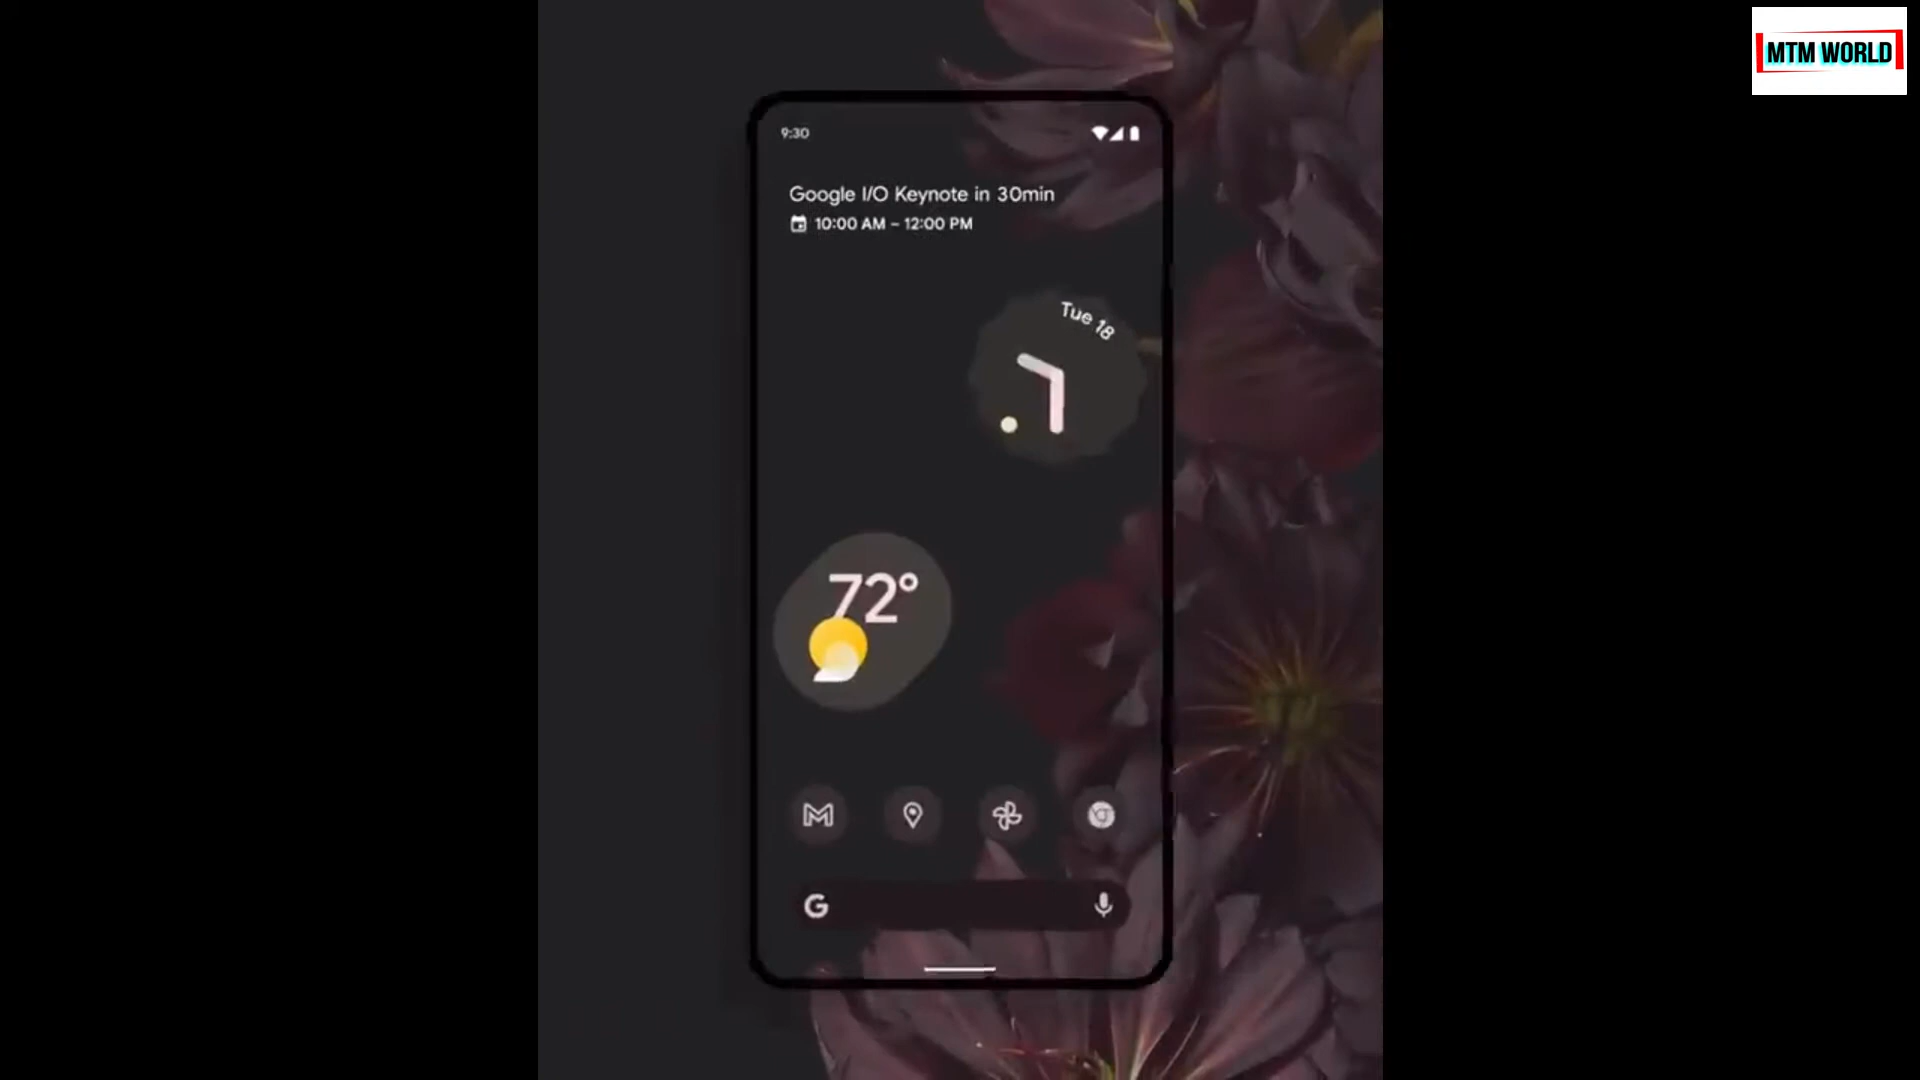 MTM WORLD
9:30
Google I/O Keynote in 30min
10:00 AM – 12:00 PM
Tue 18
72°
G